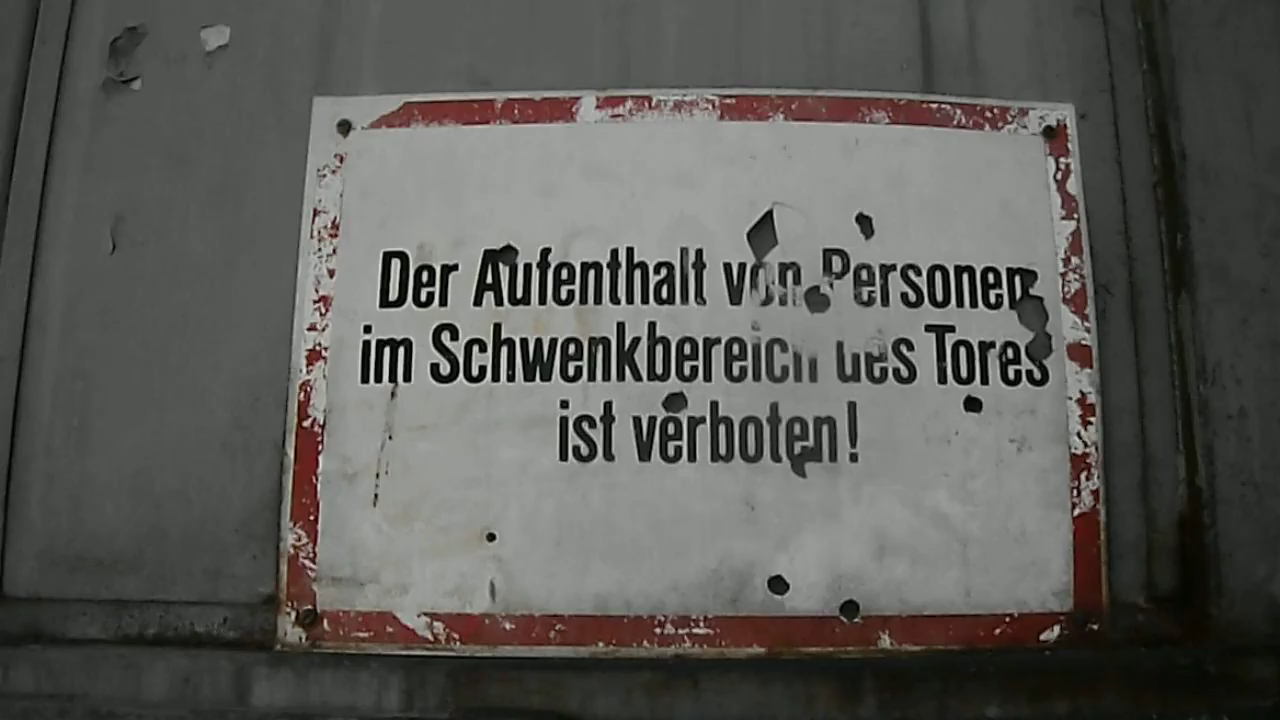 Der Aufenthalt von Personen
im Schwenkbereich des Tores
ist verboten!